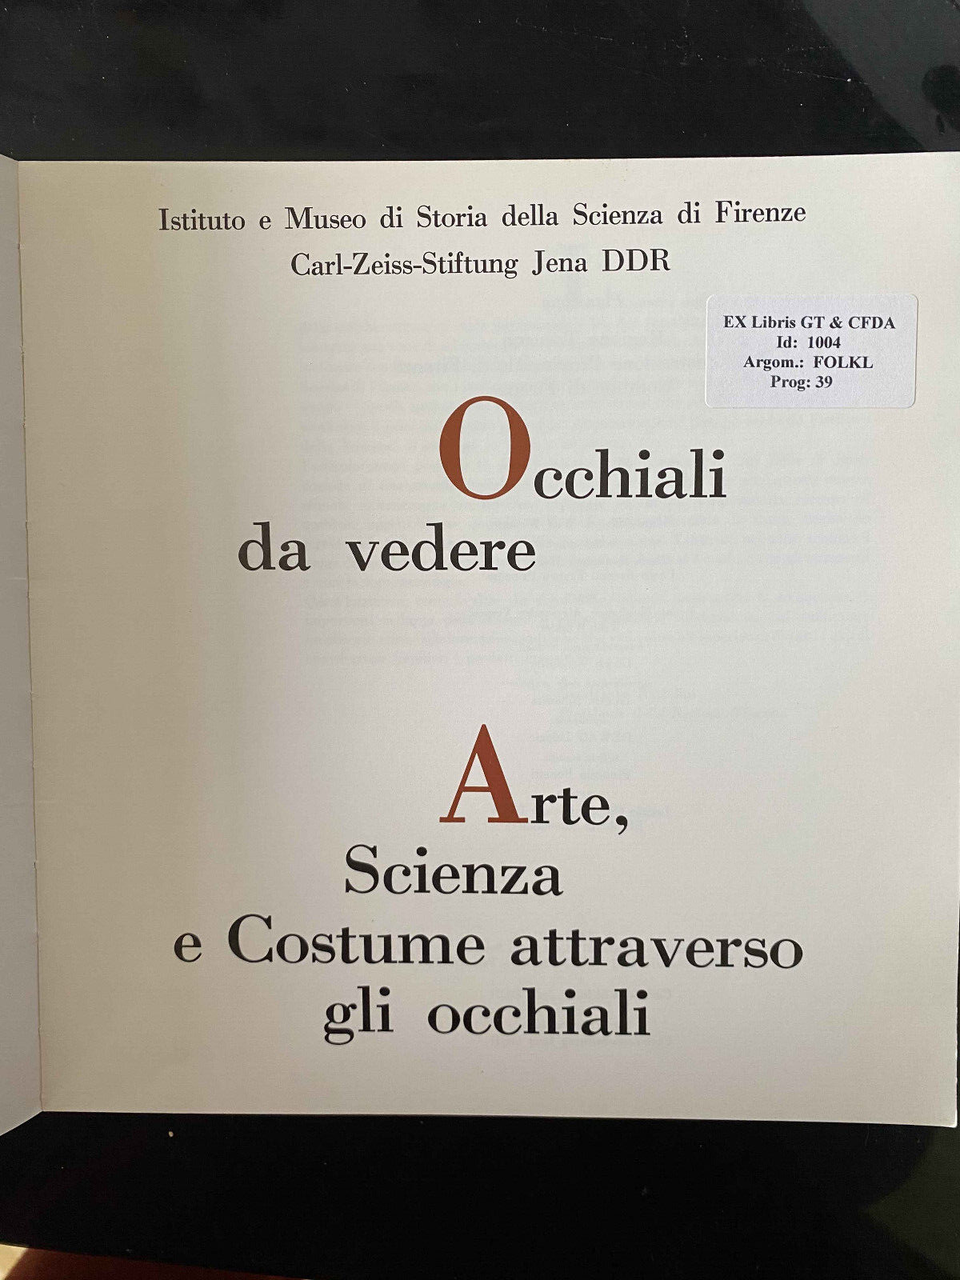 Istituto e Museo di Storia della Scienza di Firenze
Carl-Zeiss-Stiftung Jena DDR
EX Libris GT & CFDA
Id: 1004
Argom.: FOLKL
Prog: 39
Occhiali
da vedere
Arte,
Scienza
e Costume attraverso
gli occhiali